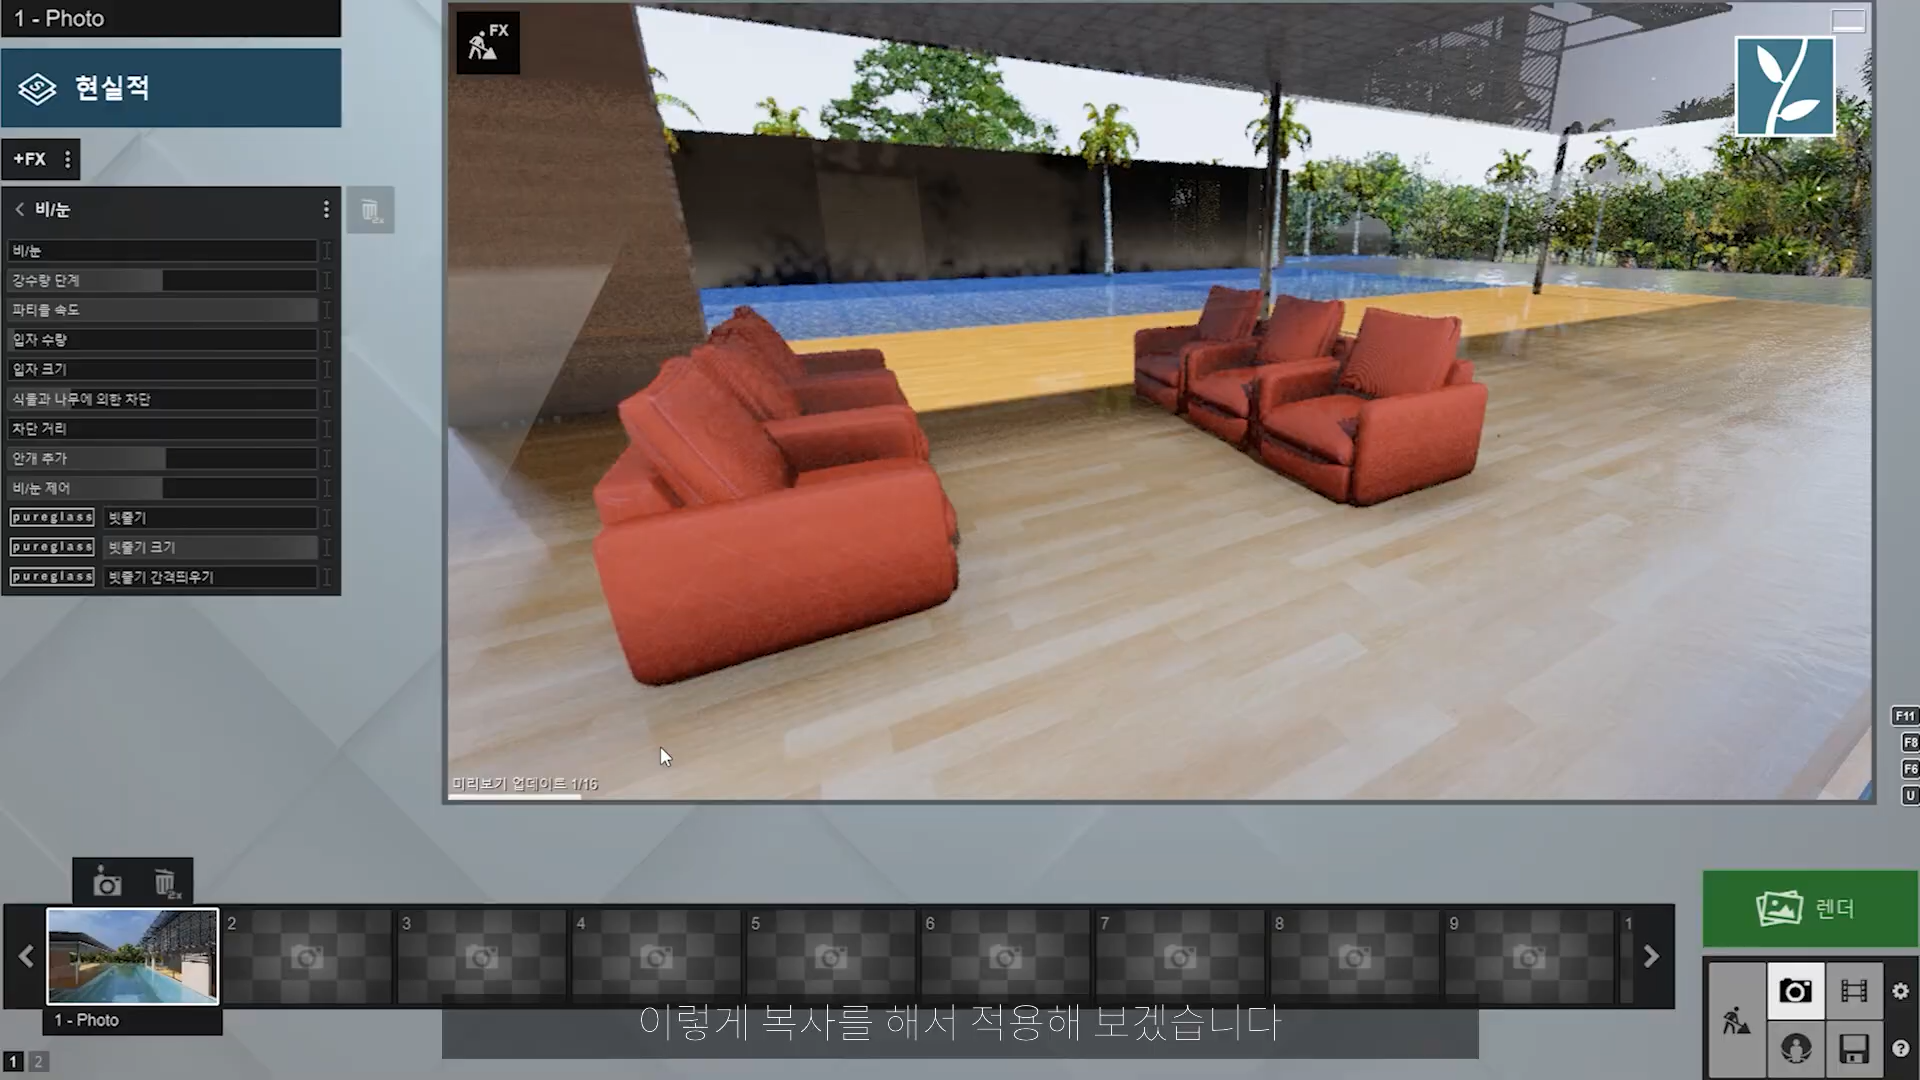 1 - Photo
현실적
+FX
비/눈
비/눈
강수량 단계
파티클 속도
입자 수량
입자 크기
식물과 나무에 의한 차단
차단 거리
안개 추가
비/눈 제어
pureglass 빗줄기
pureglass 빗줄기 크기
pureglass 빗줄기 간격띄우기
FX
미리보기 업데이트 1/16
F11
F8
F6
U
2 3 4 5 6 7 8 9 1
1 - Photo
렌더
이렇게 복사를 해서 적용해 보겠습니다
1 2
?